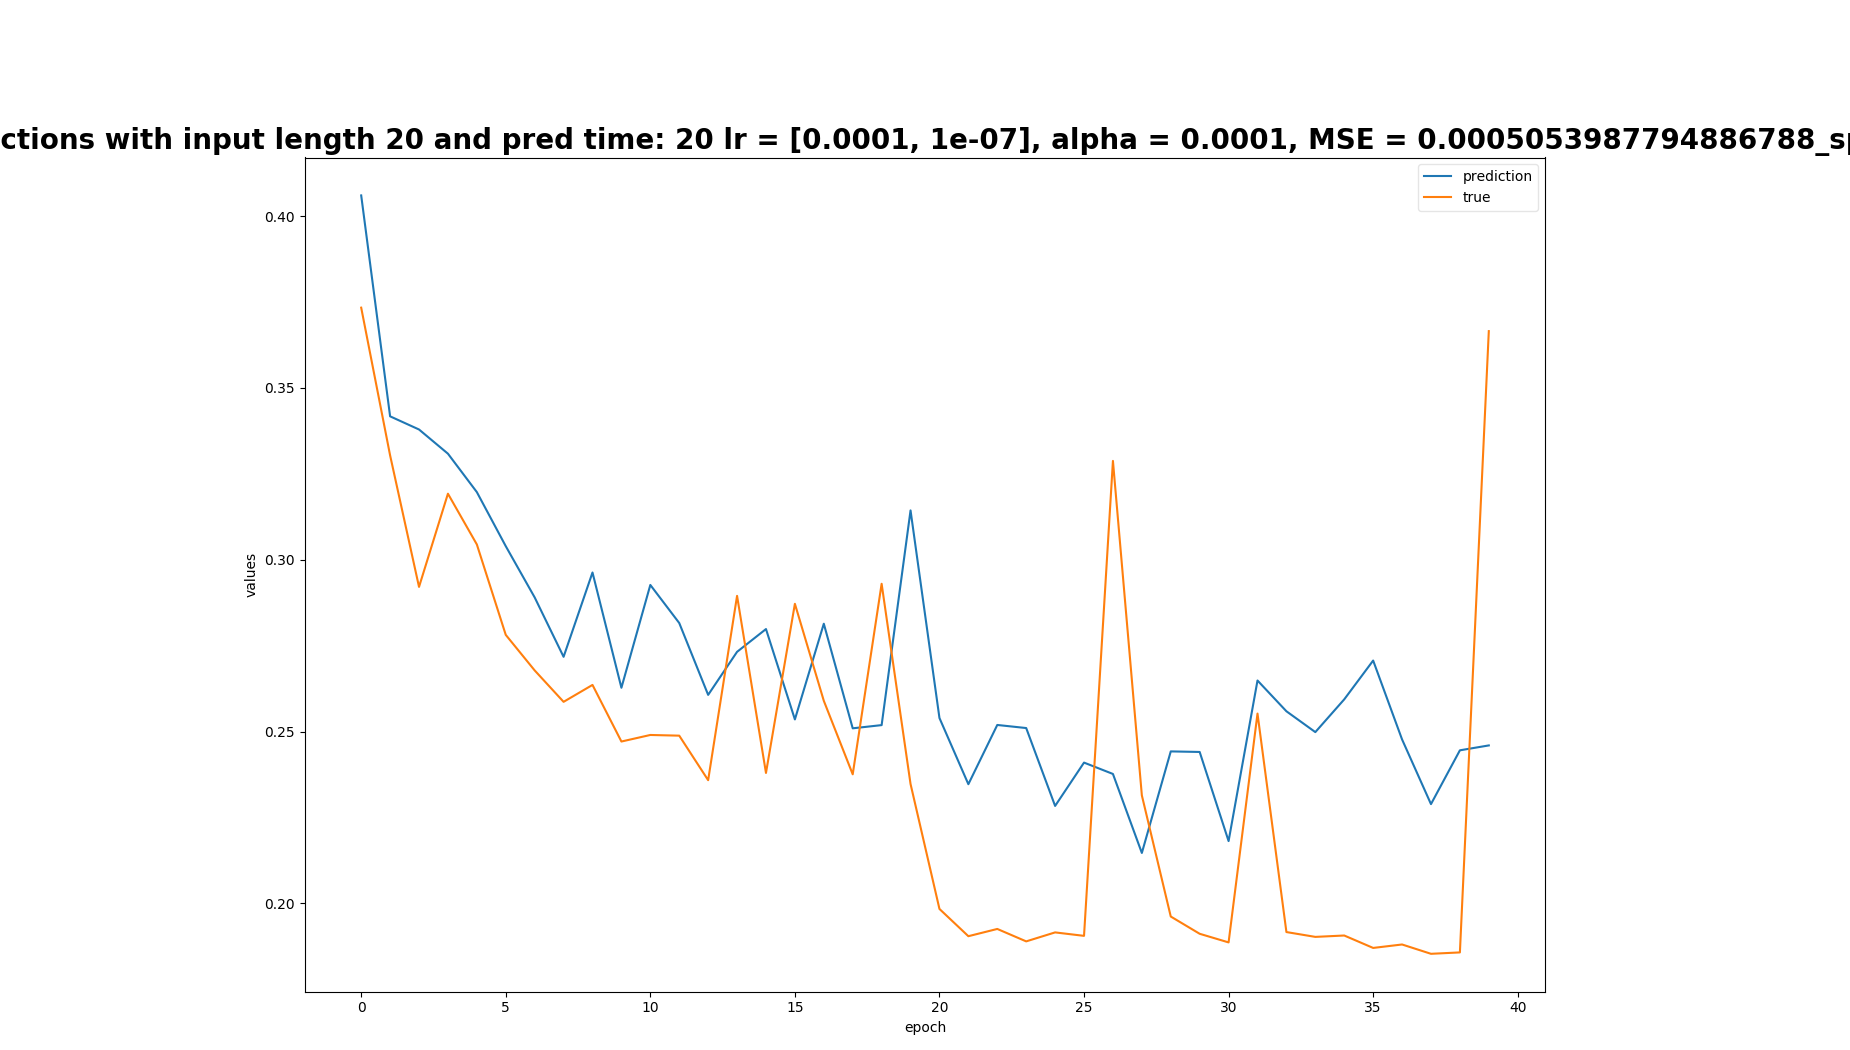 ctions with input length 20 and pred time: 20 lr = [0.0001, 1e-07], alpha = 0.0001, MSE = 0.0005053987794886788_sp
prediction
true
0.40
0.35
0.30
0.25
0.20
values
0 5 10 15 20 25 30 35 40
epoch